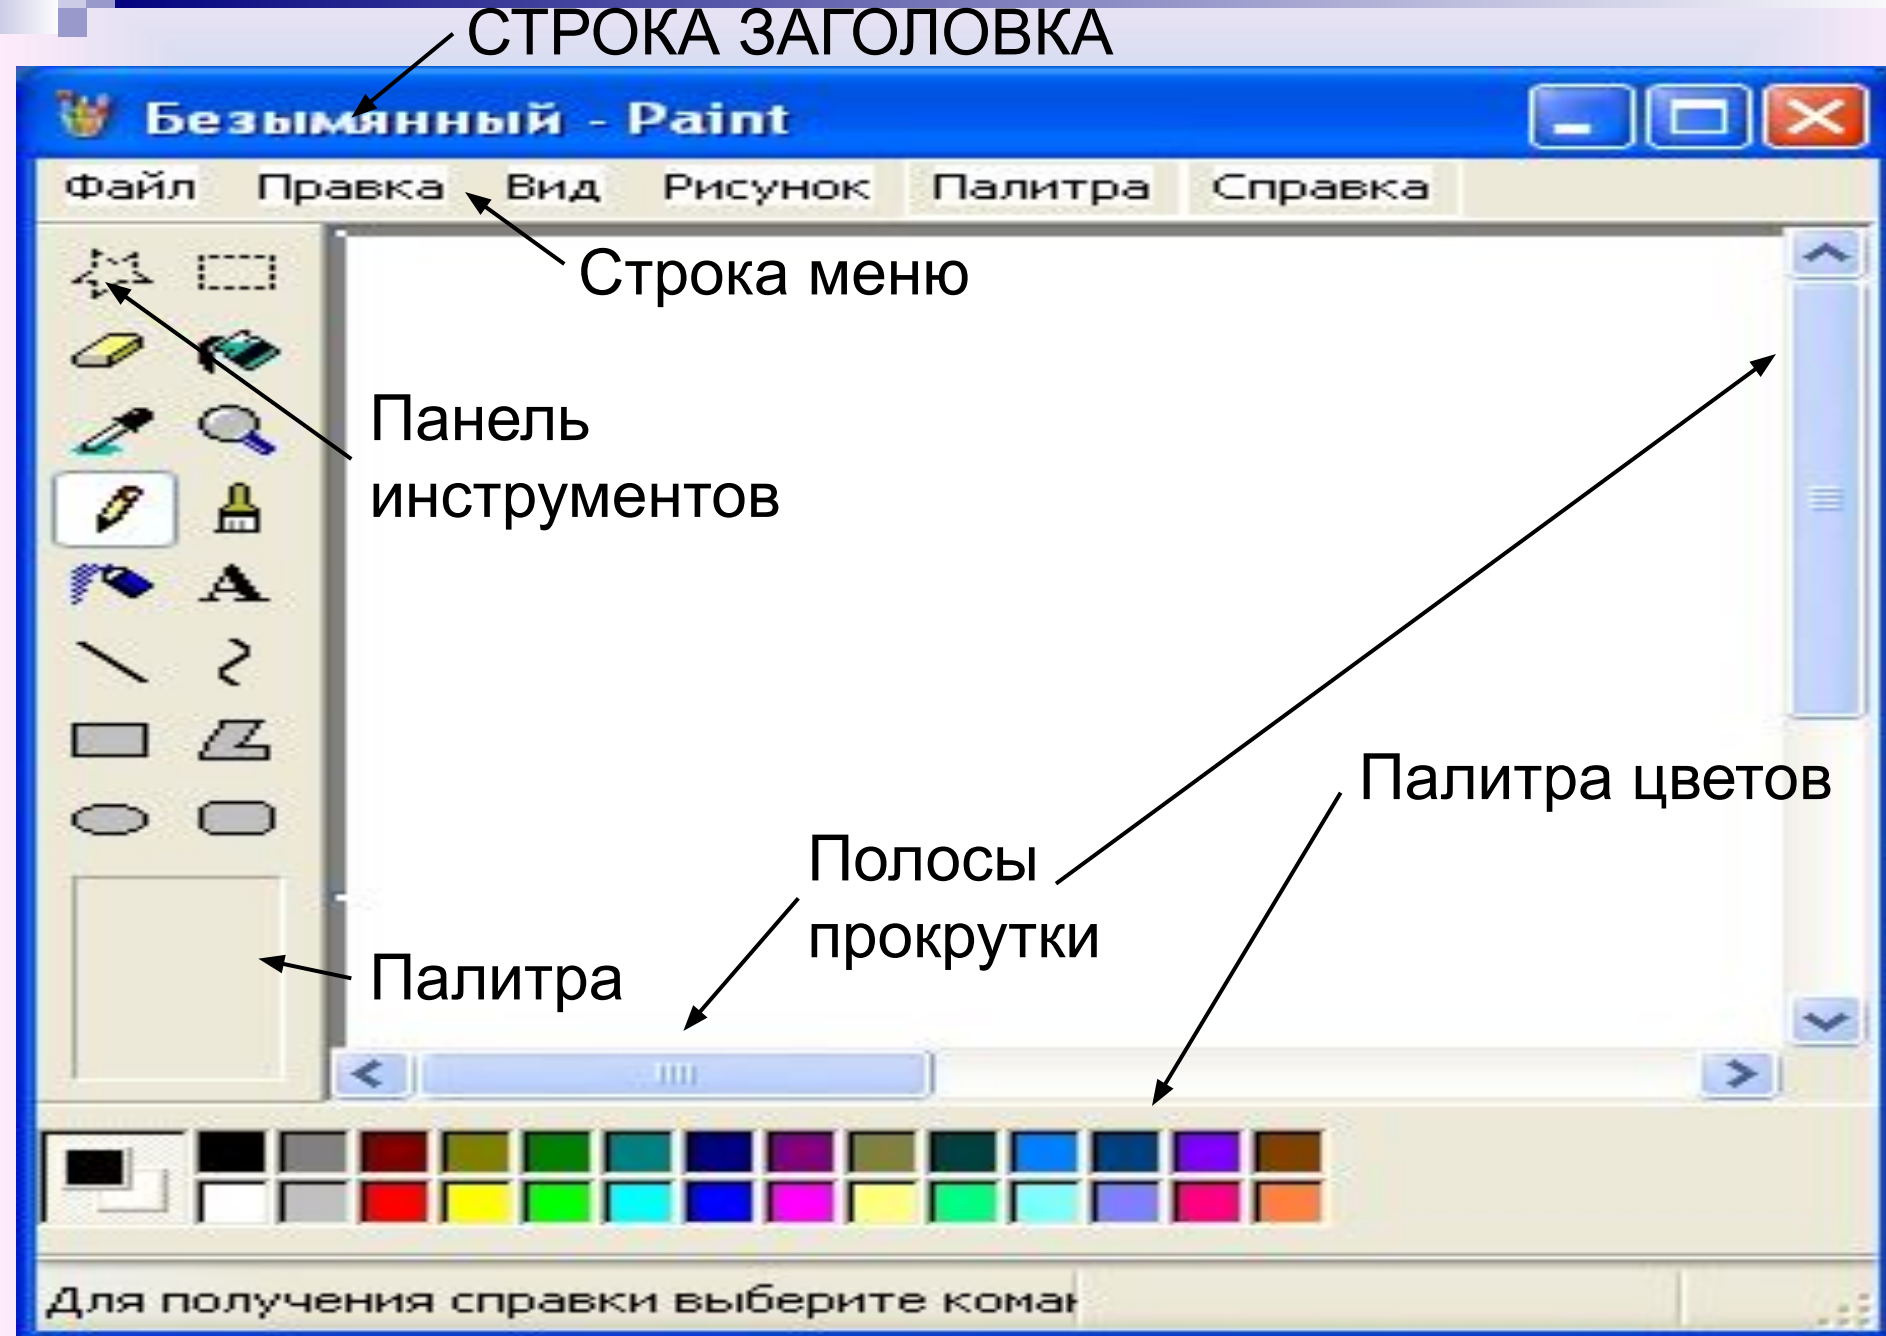 СТРОКА ЗАГОЛОВКА
Безымянный - Paint
Файл Правка Вид Рисунок Палитра Справка
Строка меню
Панель
инструментов
A
Палитра цветов
Полосы
прокрутки
Палитра
Для получения справки выберите коман